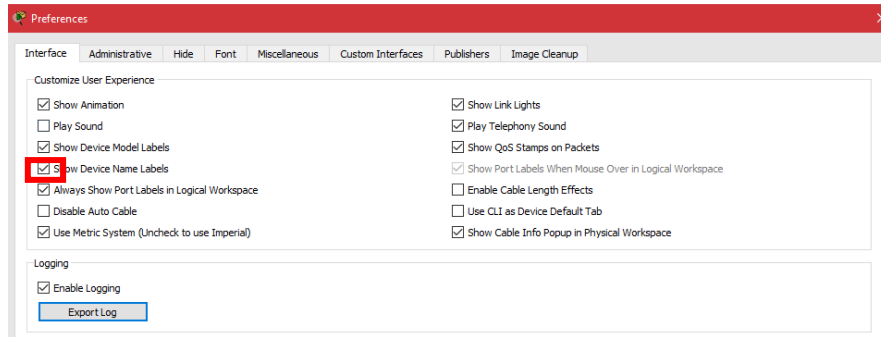 Preferences
Interface Administrative Hide Font Miscellaneous Custom Interfaces Publishers Image Cleanup
Customize User Experience
Show Animation
Play Sound
Show Device Model Labels
Show Device Name Labels
Always Show Port Labels in Logical Workspace
Disable Auto Cable
Use Metric System (Uncheck to use Imperial)
Show Link Lights
Play Telephony Sound
Show QoS Stamps on Packets
Show Port Labels When Mouse Over in Logical Workspace
Enable Cable Length Effects
Use CLI as Device Default Tab
Show Cable Info Popup in Physical Workspace
Logging
Enable Logging
Export Log